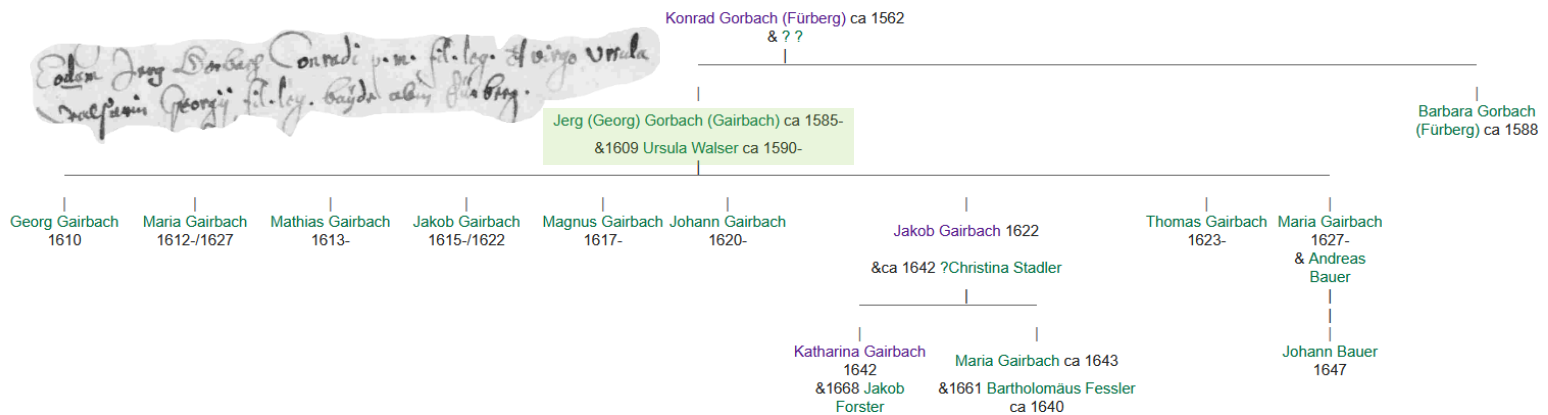 Konrad Gorbach (Fürberg) ca 1562
& ? ?
Eodem Jerg Gorbach Conradi p.m. fil. leg. et virgo Ursula
Walserin Georgij fil. leg. bayde ab Fürberg.
Jerg (Georg) Gorbach (Gairbach) ca 1585-
&1609 Ursula Walser ca 1590-
Barbara Gorbach
(Fürberg) ca 1588
Georg Gairbach
1610
Maria Gairbach
1612-/1627
Mathias Gairbach
1613-
Jakob Gairbach
1615-/1622
Magnus Gairbach
1617-
Johann Gairbach
1620-
Jakob Gairbach 1622
&ca 1642 ?Christina Stadler
Thomas Gairbach
1623-
Maria Gairbach
1627-
& Andreas
Bauer
Katharina Gairbach
1642
&1668 Jakob
Forster
Maria Gairbach ca 1643
&1661 Bartholomäus Fessler
ca 1640
Johann Bauer
1647